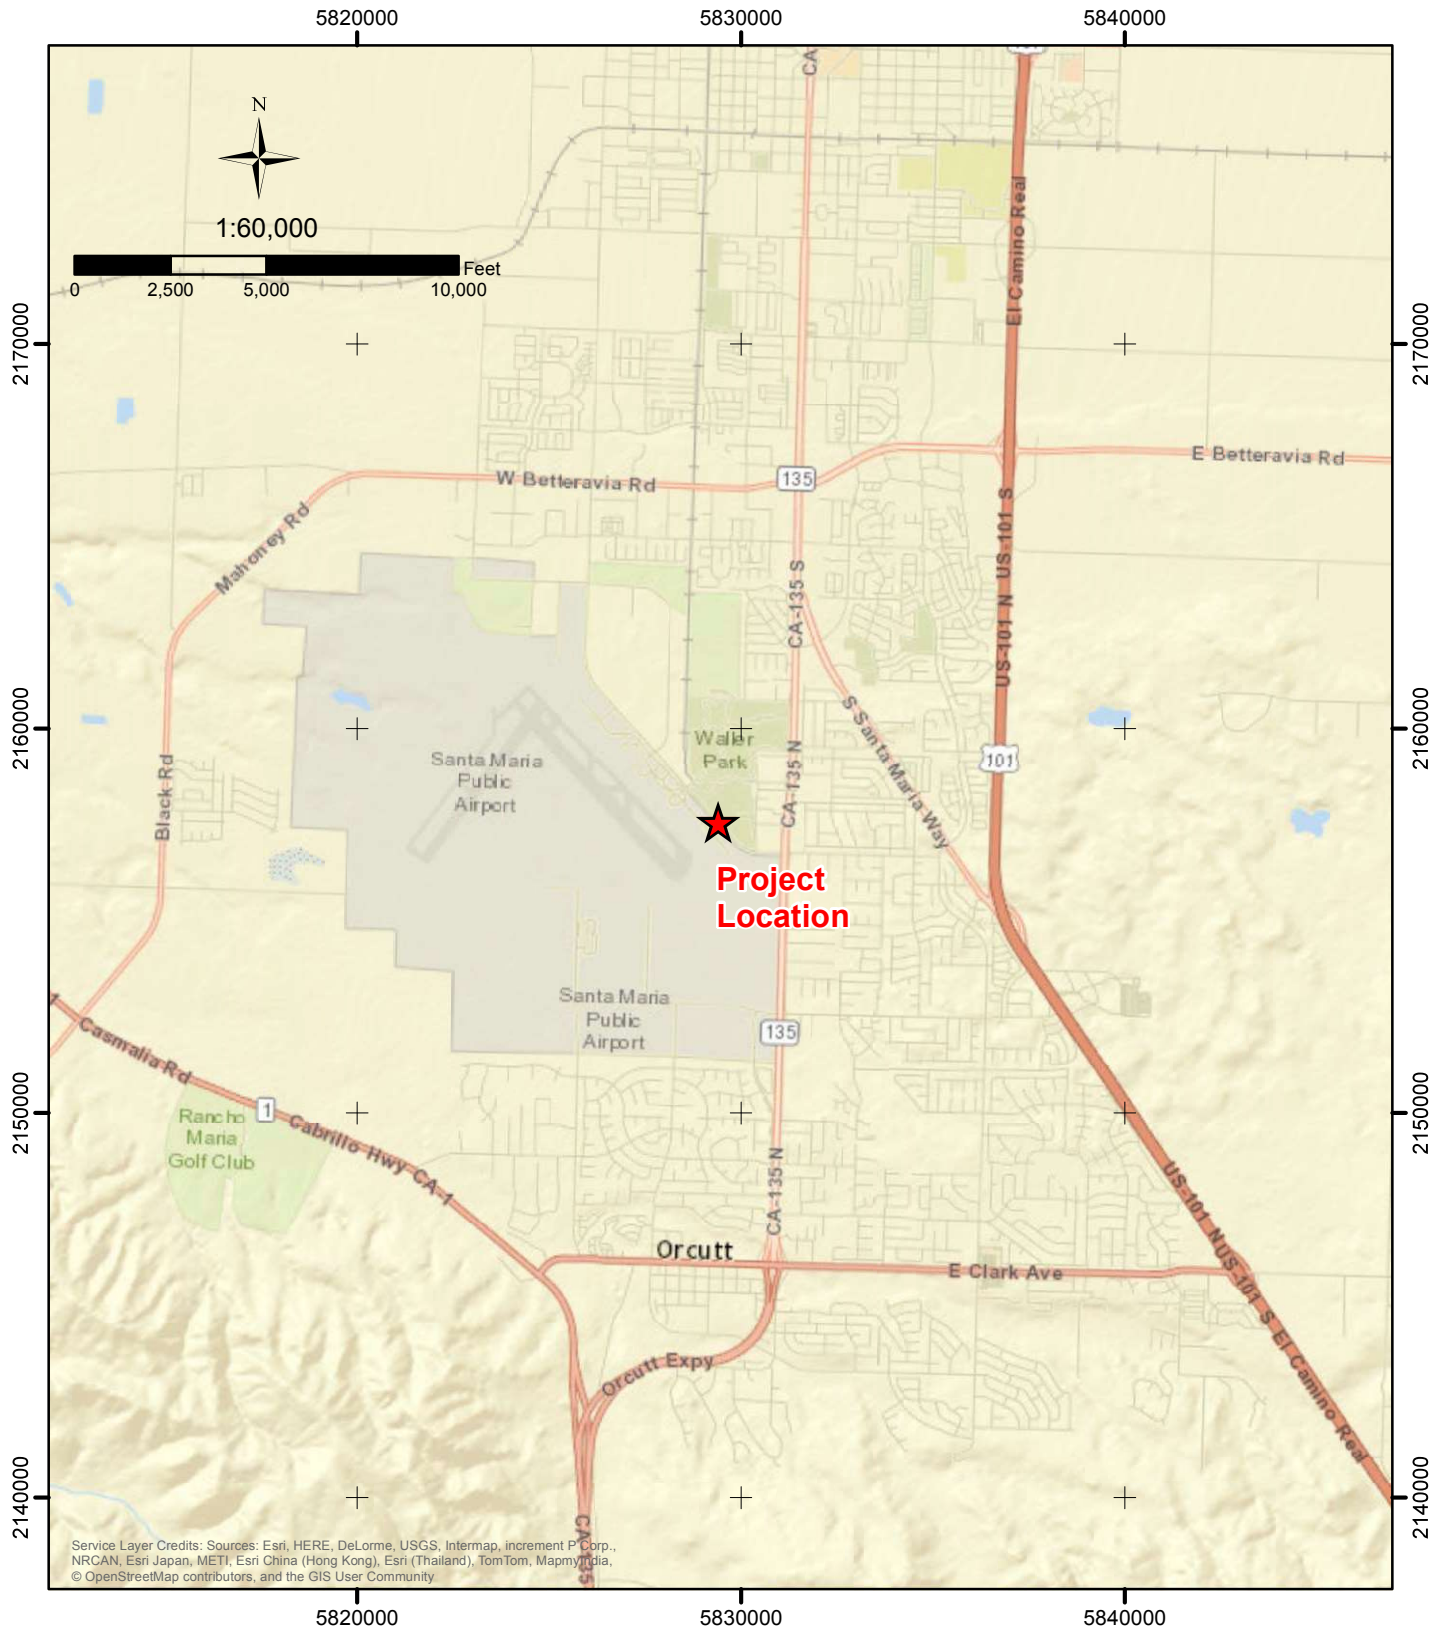 5820000
5830000
5840000
CA
101
N
1:60,000
Feet
0
2,500
5,000
10,000
El Camino Real
2170000
2170000
W Betteravia Rd
135
E Betteravia Rd
Mahoney Rd
US-101 S
US-101 N
CA-135 S
2160000
2160000
Waller
Park
S Santa Maria Way
101
Santa Maria
Public
Airport
Black Rd
CA-135 N
Project
Location
Santa Maria
Public
Airport
135
1
Casmalia Rd
2150000
2150000
Rancho
Maria
Golf Club
1
Cabrillo Hwy CA-1
CA-135 N
US-101 N
US-101 S
El Camino Real
Orcutt
E Clark Ave
Orcutt Expy
2140000
2140000
CA-135
Service Layer Credits: Sources: Esri, HERE, DeLorme, USGS, Intermap, increment P Corp.,
NRCAN, Esri Japan, METI, Esri China (Hong Kong), Esri (Thailand), TomTom, MapmyIndia,
© OpenStreetMap contributors, and the GIS User Community
5820000
5830000
5840000